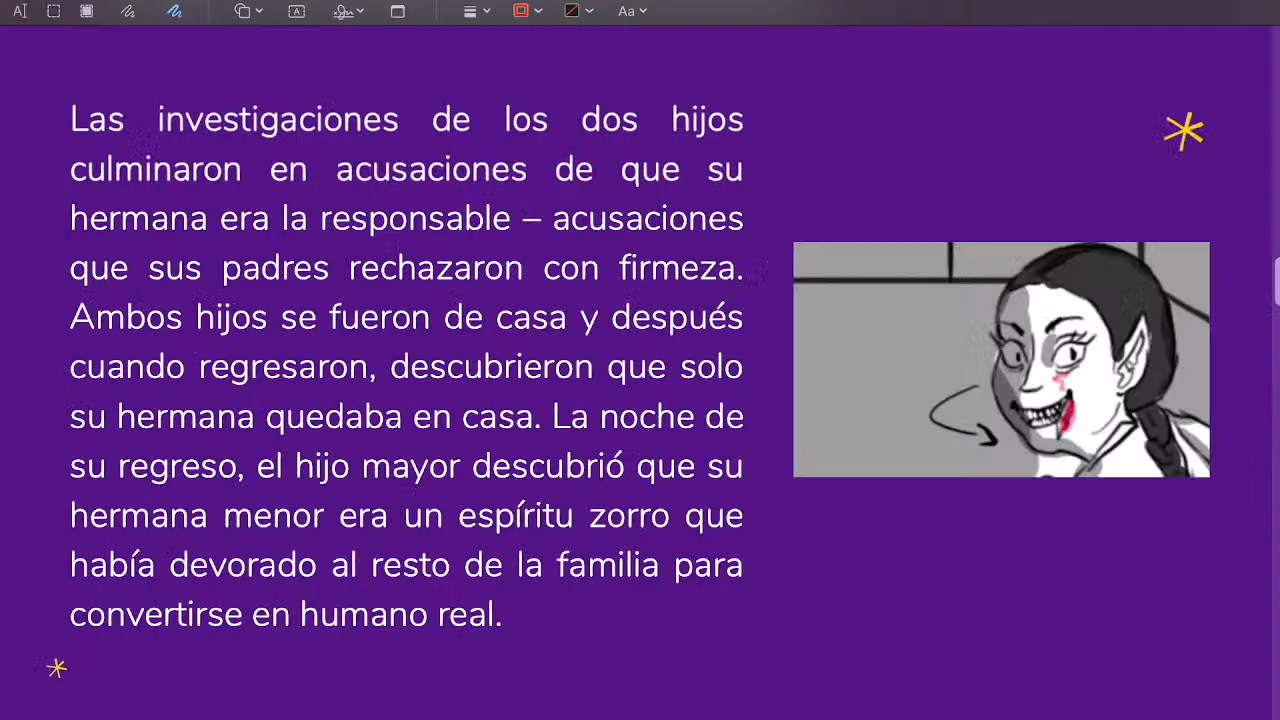 AI
Aa
Las investigaciones de los dos hijos
culminaron en acusaciones de que su
hermana era la responsable – acusaciones
que sus padres rechazaron con firmeza.
Ambos hijos se fueron de casa y después
cuando regresaron, descubrieron que solo
su hermana quedaba en casa. La noche de
su regreso, el hijo mayor descubrió que su
hermana menor era un espíritu zorro que
había devorado al resto de la familia para
convertirse en humano real.